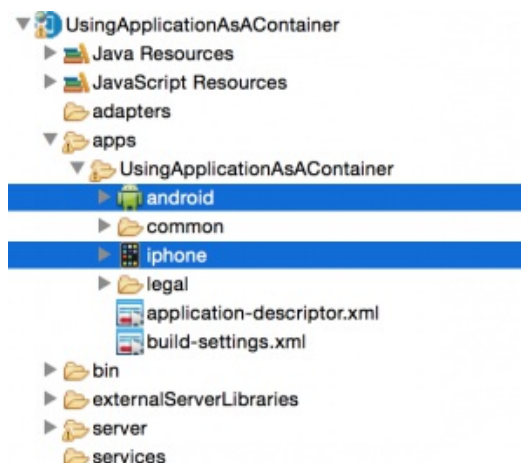 UsingApplicationAsAContainer
Java Resources
JavaScript Resources
adapters
apps
UsingApplicationAsAContainer
android
common
iphone
legal
application-descriptor.xml
build-settings.xml
bin
externalServerLibraries
server
services